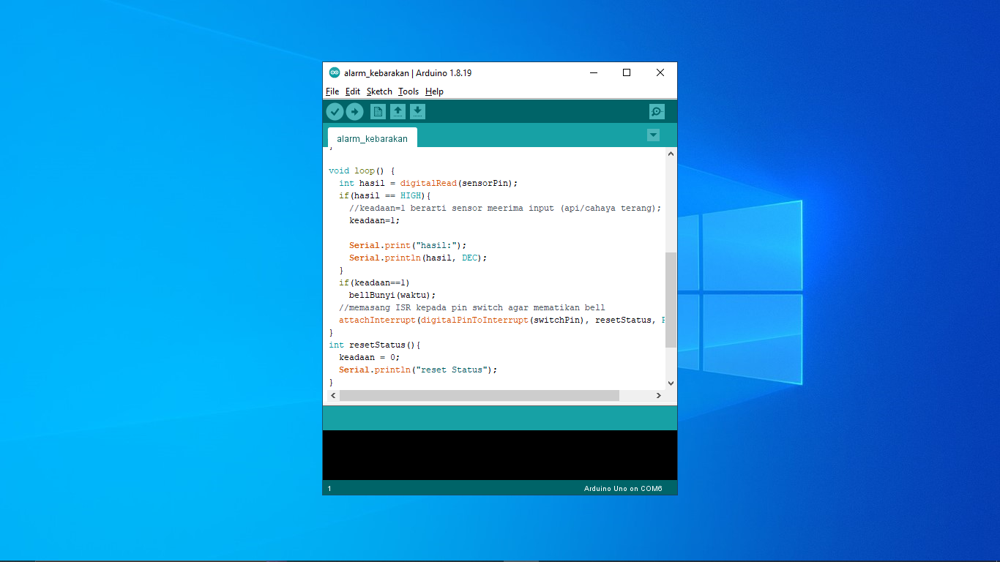 alarm_kebarakan | Arduino 1.8.19
File Edit Sketch Tools Help
alarm_kebarakan
}
void loop() {
int hasil = digitalRead(sensorPin);
if(hasil == HIGH){
//keadaan=1 berarti sensor meerima input (api/cahaya terang);
keadaan=1;
Serial.print("hasil:");
Serial.println(hasil, DEC);
}
if(keadaan==1)
bellBunyi(waktu);
//memasang ISR kepada pin switch agar mematikan bell
attachInterrupt(digitalPinToInterrupt(switchPin), resetStatus,
}
int resetStatus(){
keadaan = 0;
Serial.println("reset Status");
}
1
Arduino Uno on COM6